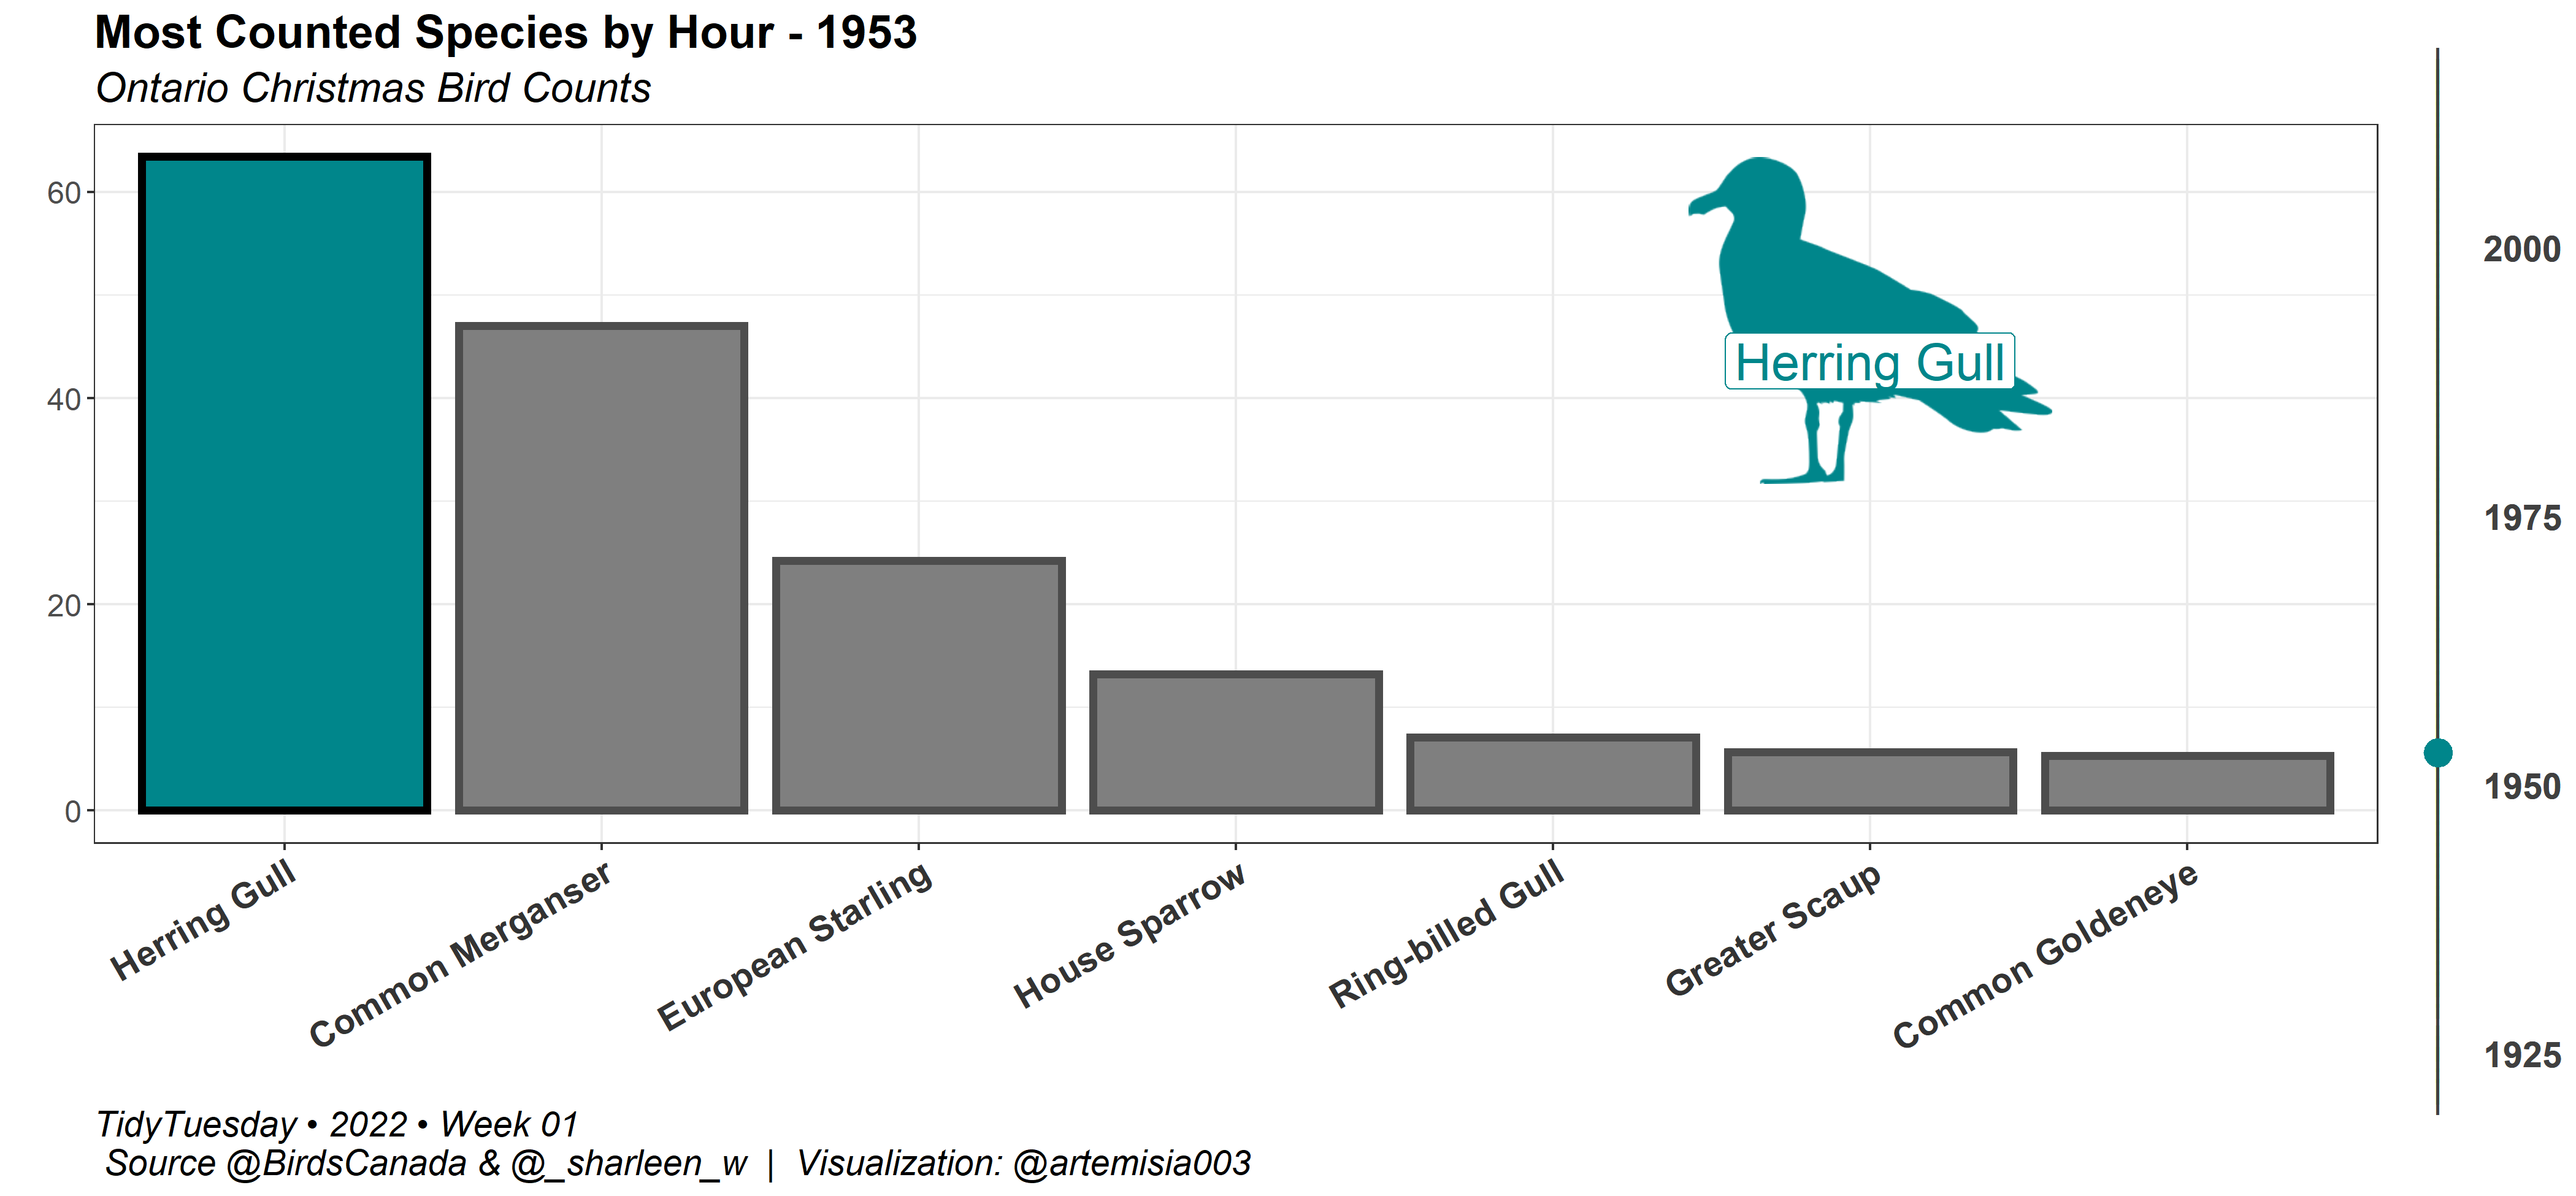 Most Counted Species by Hour - 1953
Ontario Christmas Bird Counts
60
40
20
0
Herring Gull
2000
1975
1950
1925
Herring Gull
Common Merganser
European Starling
House Sparrow
Ring-billed Gull
Greater Scaup
Common Goldeneye
TidyTuesday • 2022 • Week 01
Source @BirdsCanada & @_sharleen_w | Visualization: @artemisia003